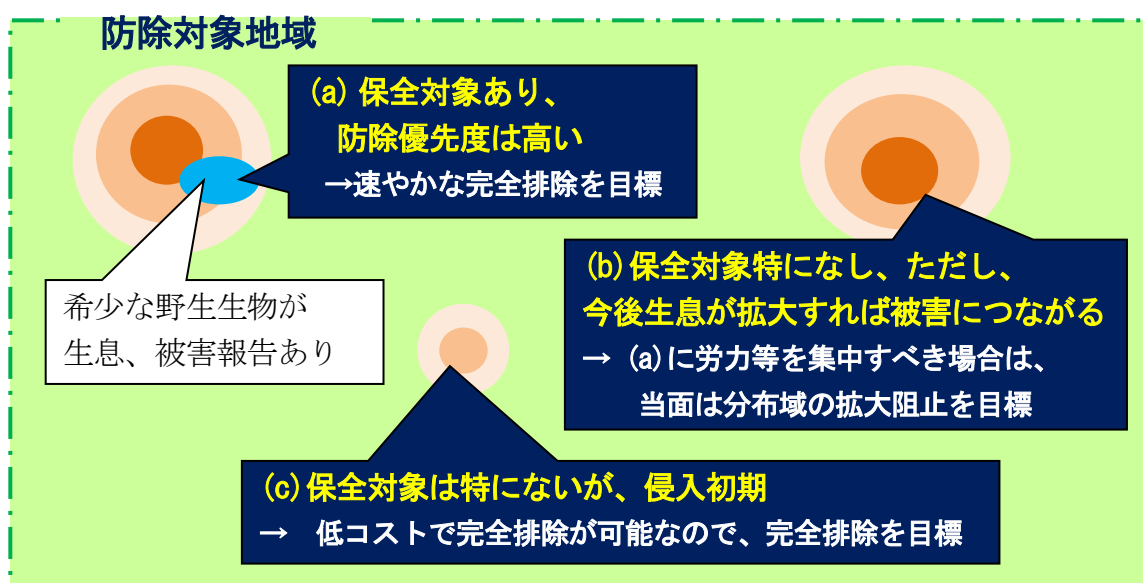 防除対象地域
(a) 保全対象あり、
防除優先度は高い
→速やかな完全排除を目標
希少な野生生物が
生息、被害報告あり
(b)保全対象特になし、ただし、
今後生息が拡大すれば被害につながる
→ (a)に労力等を集中すべき場合は、
当面は分布域の拡大阻止を目標
(c)保全対象は特にないが、侵入初期
→ 低コストで完全排除が可能なので、完全排除を目標